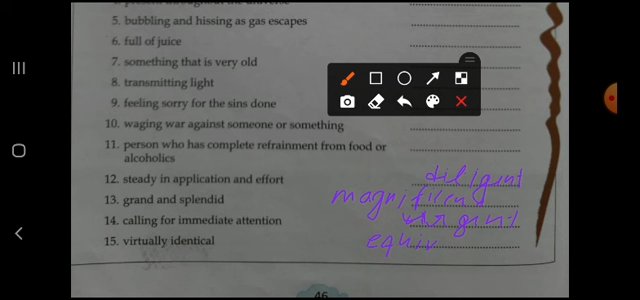 5. bubbling and hissing as gas escapes
6. full of juice
7. something that is very old
8. transmitting light
9. feeling sorry for the sins done
10. waging war against someone or something
11. person who has complete refrainment from food or
alcoholics
12. steady in application and effort diligent
13. grand and splendid
14. calling for immediate attention
15. virtually identical equiv
46